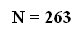 N = 263